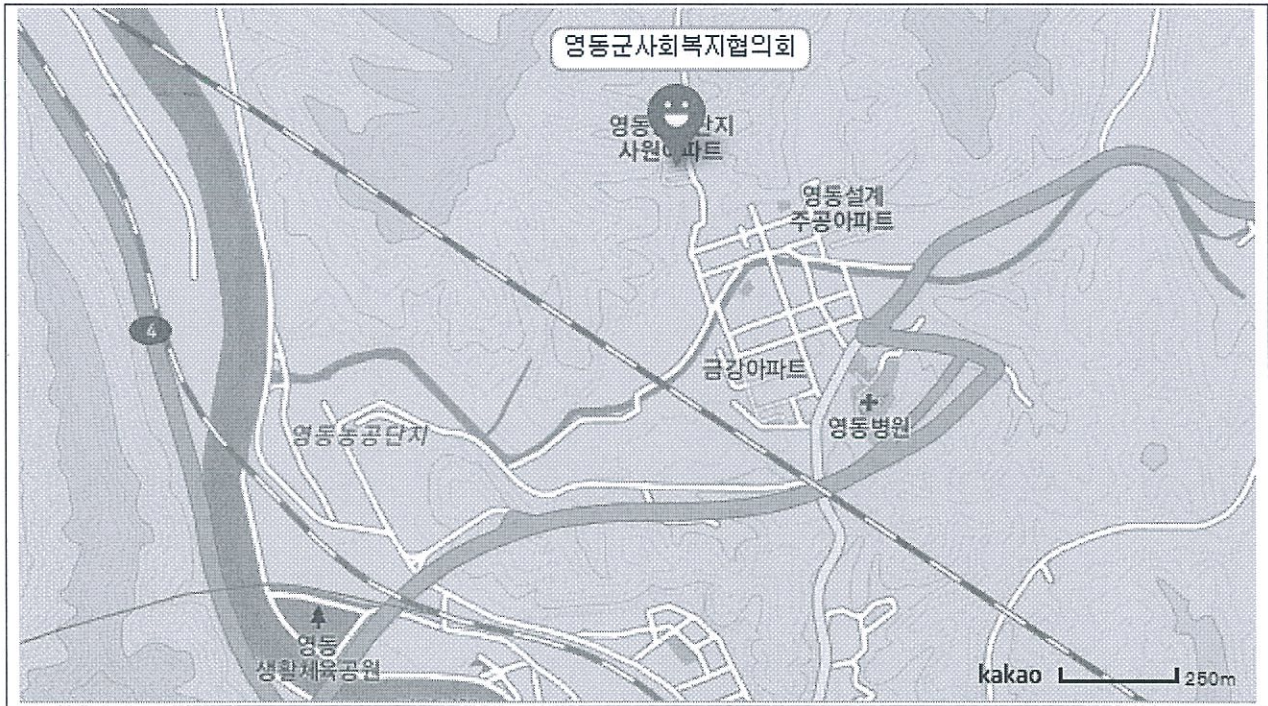 영동군사회복지협의회
영동 단지
사원아파트
영동설계
주공아파트
4
금강아파트
영동병원
영동농공단지
영동
생활체육공원
kakao 250m